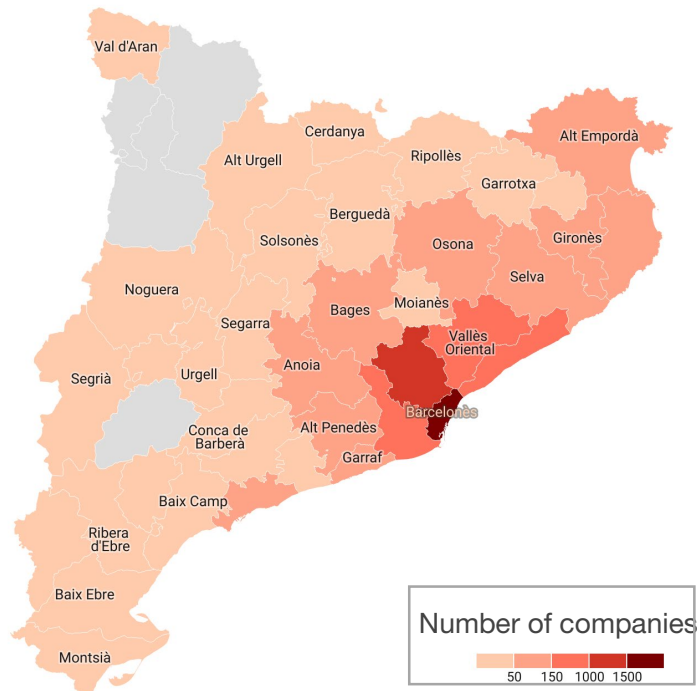 Val d'Aran
Alt Empordà
Cerdanya
Ripollès
Alt Urgell
Garrotxa
Berguedà
Solsonès
Osona
Gironès
Selva
Noguera
Moianès
Bages
Segarra
Vallès
Oriental
Anoia
Urgell
Segrià
Barcelonès
Alt Penedès
Conca de
Barberà
Garraf
Baix Camp
Ribera
d'Ebre
Baix Ebre
Montsià
Number of companies
50 150 1000 1500